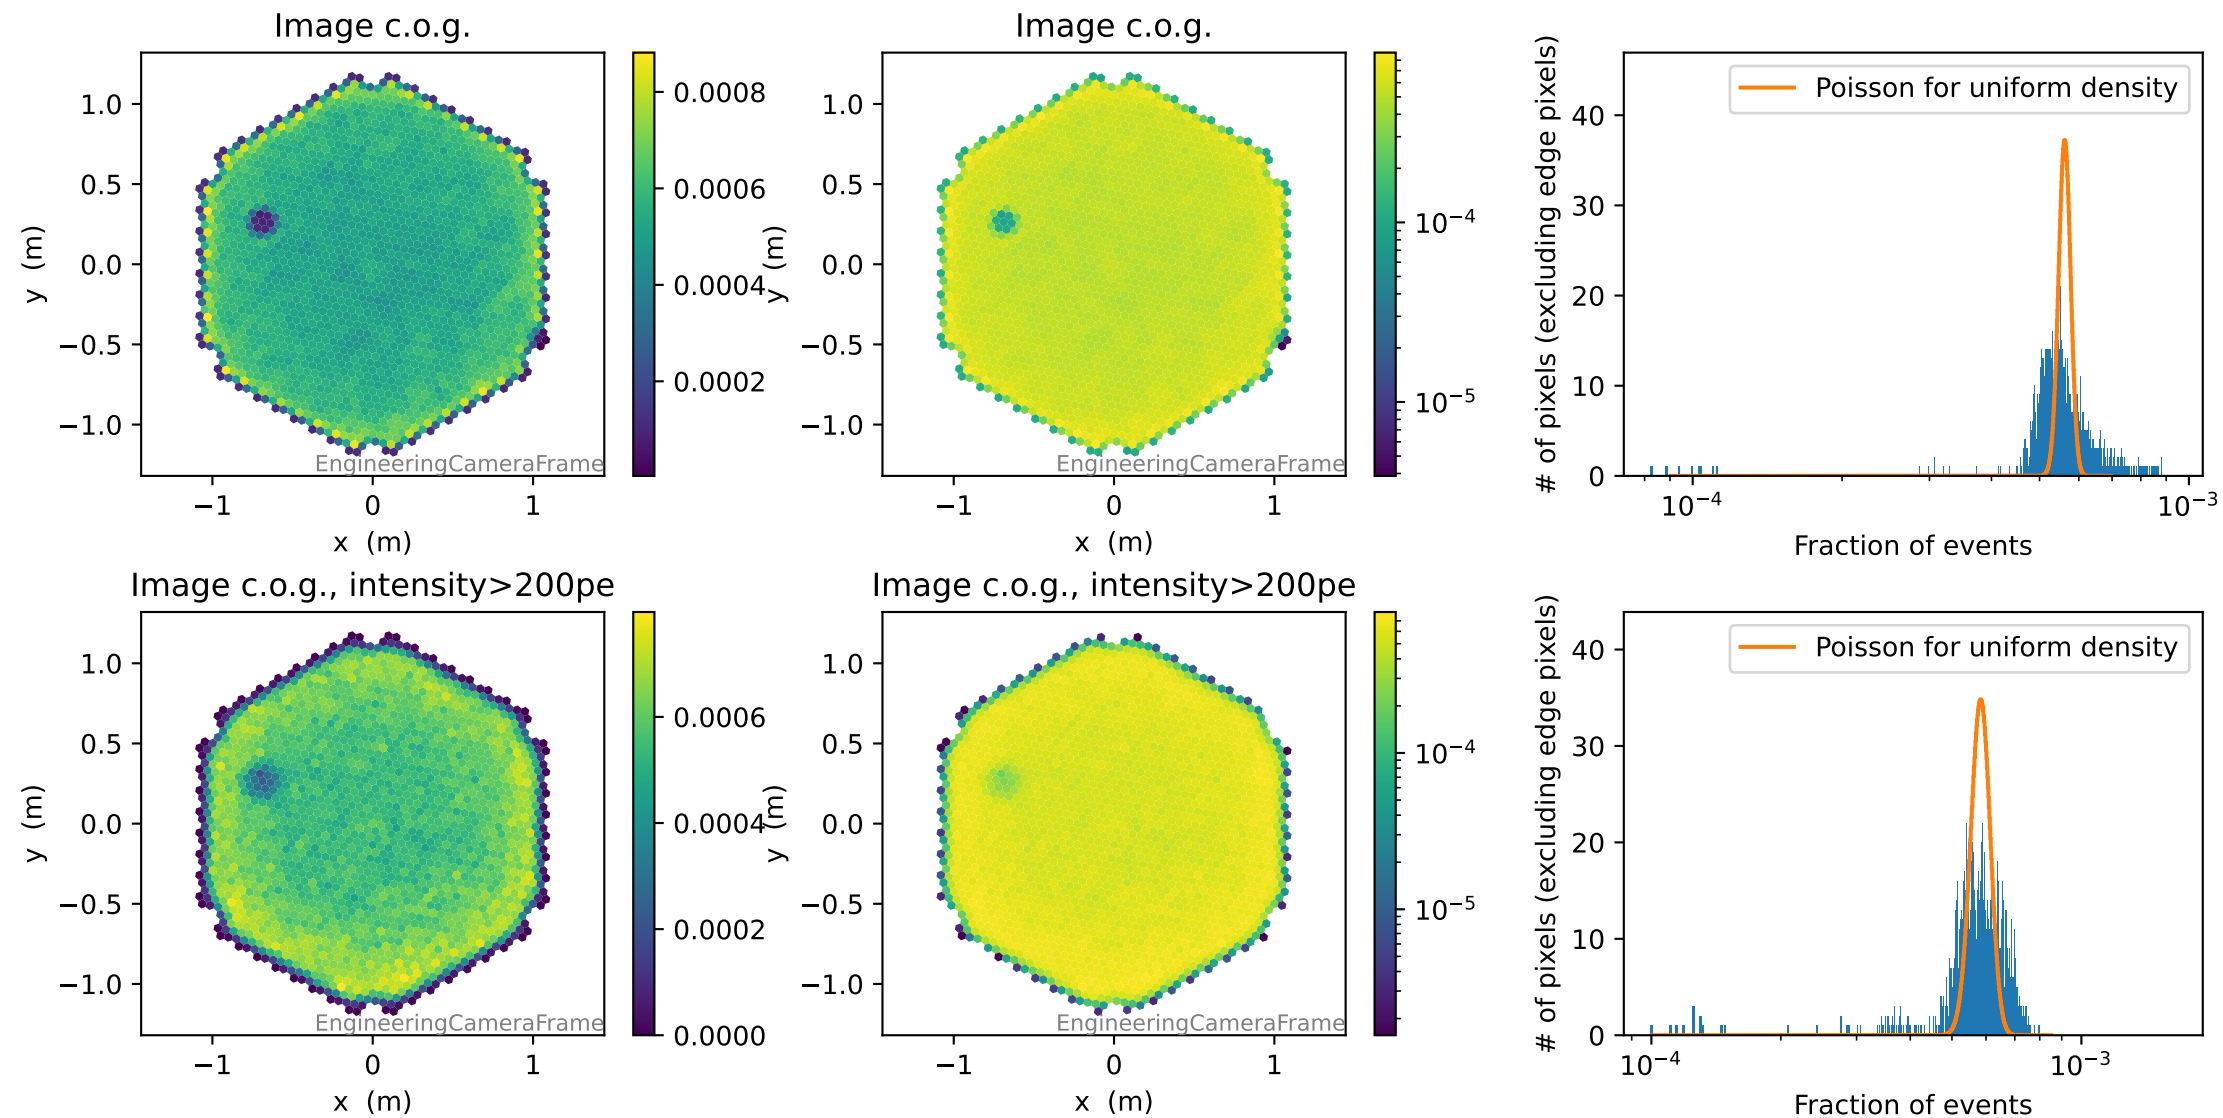 Image c.o.g.
1.0
0.5
0.0
−0.5
−1.0
y (m)
−1
0
1
x (m)
EngineeringCameraFrame
0.0008
0.0006
0.0004
0.0002
Image c.o.g.
1.0
0.5
0.0
−0.5
−1.0
y (m)
−1
0
1
x (m)
EngineeringCameraFrame
10⁻⁴
10⁻⁵
# of pixels (excluding edge pixels)
40
30
20
10
0
Poisson for uniform density
10⁻⁴
10⁻³
Fraction of events
Image c.o.g., intensity>200pe
1.0
0.5
0.0
−0.5
−1.0
y (m)
−1
0
1
x (m)
EngineeringCameraFrame
0.0006
0.0004
0.0002
0.0000
Image c.o.g., intensity>200pe
1.0
0.5
0.0
−0.5
−1.0
y (m)
−1
0
1
x (m)
EngineeringCameraFrame
10⁻⁴
10⁻⁵
# of pixels (excluding edge pixels)
40
30
20
10
0
Poisson for uniform density
10⁻⁴
10⁻³
Fraction of events